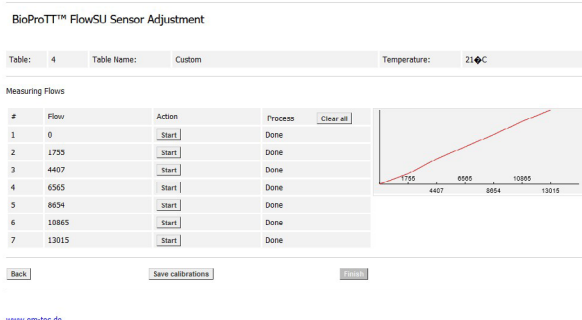 BioProTT™ FlowSU Sensor Adjustment
Table: 4 Table Name: Custom Temperature: 21�C
Measuring Flows
# Flow Action Process Clear all
1 0 Start Done
2 1755 Start Done
3 4407 Start Done
4 6565 Start Done
5 8654 Start Done
6 10865 Start Done
7 13015 Start Done
1755 6565 10865
4407 8654 13015
Back Save calibrations Finish
www.em-tec.de